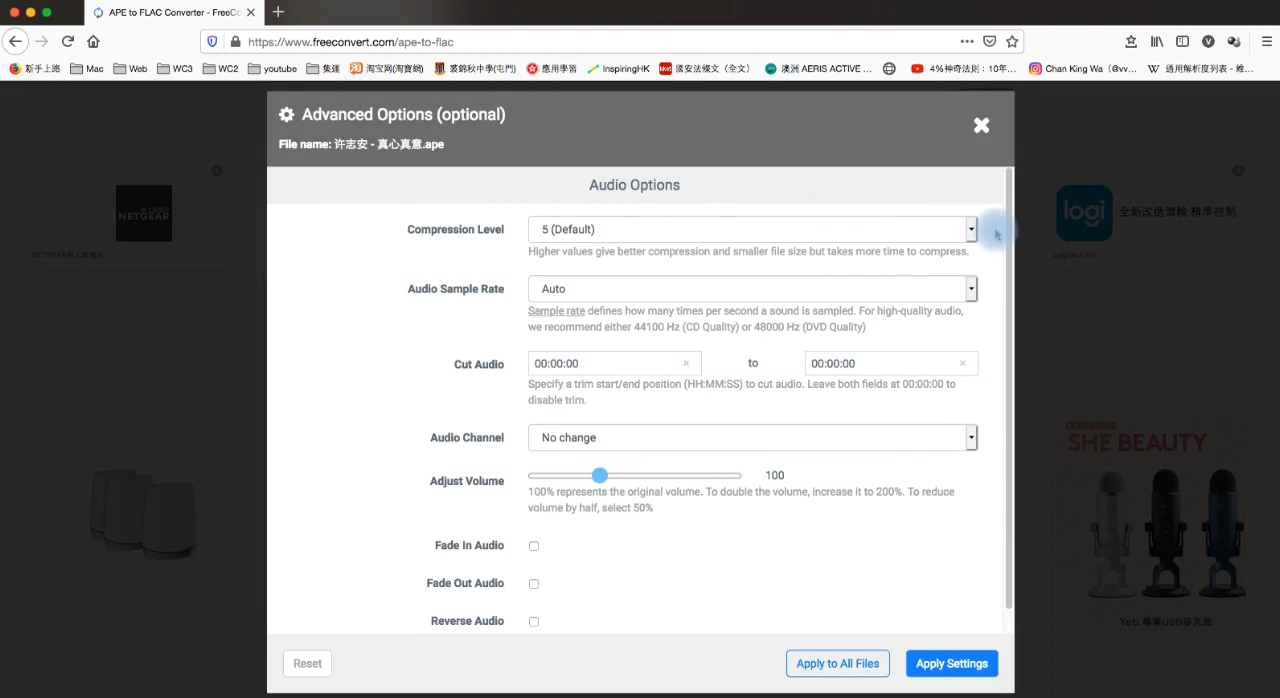 APE to FLAC Converter - FreeCo
https://www.freeconvert.com/ape-to-flac
新手上路 Mac Web WC3 WC2 youtube 集運 淘宝网(淘寶網) 裘錦秋中學(屯門) 應用學習 InspiringHK 國安法條文（全文） 澳洲 AERIS ACTIVE ... 4％神奇法則：10年... Chan King Wa（@vv... 通用解析度列表 - 維...
Advanced Options (optional)
File name: 许志安 - 真心真意.ape
Audio Options
Compression Level 5 (Default)
Higher values give better compression and smaller file size but takes more time to compress.
Audio Sample Rate Auto
Sample rate defines how many times per second a sound is sampled. For high-quality audio,
we recommend either 44100 Hz (CD Quality) or 48000 Hz (DVD Quality)
Cut Audio 00:00:00 to 00:00:00
Specify a trim start/end position (HH:MM:SS) to cut audio. Leave both fields at 00:00:00 to
disable trim.
Audio Channel No change
Adjust Volume 100
100% represents the original volume. To double the volume, increase it to 200%. To reduce
volume by half, select 50%
Fade In Audio
Fade Out Audio
Reverse Audio
Reset Apply to All Files Apply Settings
NETGEAR
logi 全新改造滾輪 精準控制
Logitech HK
SHE BEAUTY
Yeti 專業USB麥克風